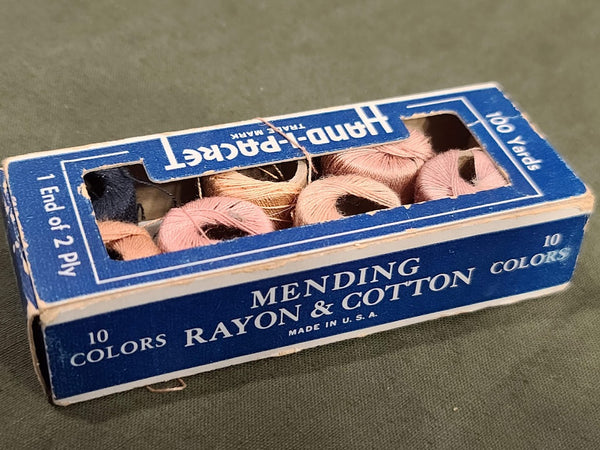 HAND-I-PACKET
TRADE MARK
1 End of 2 Ply
100 Yards
10
COLORS
MENDING
RAYON & COTTON
MADE IN U.S.A.
10
COLORS